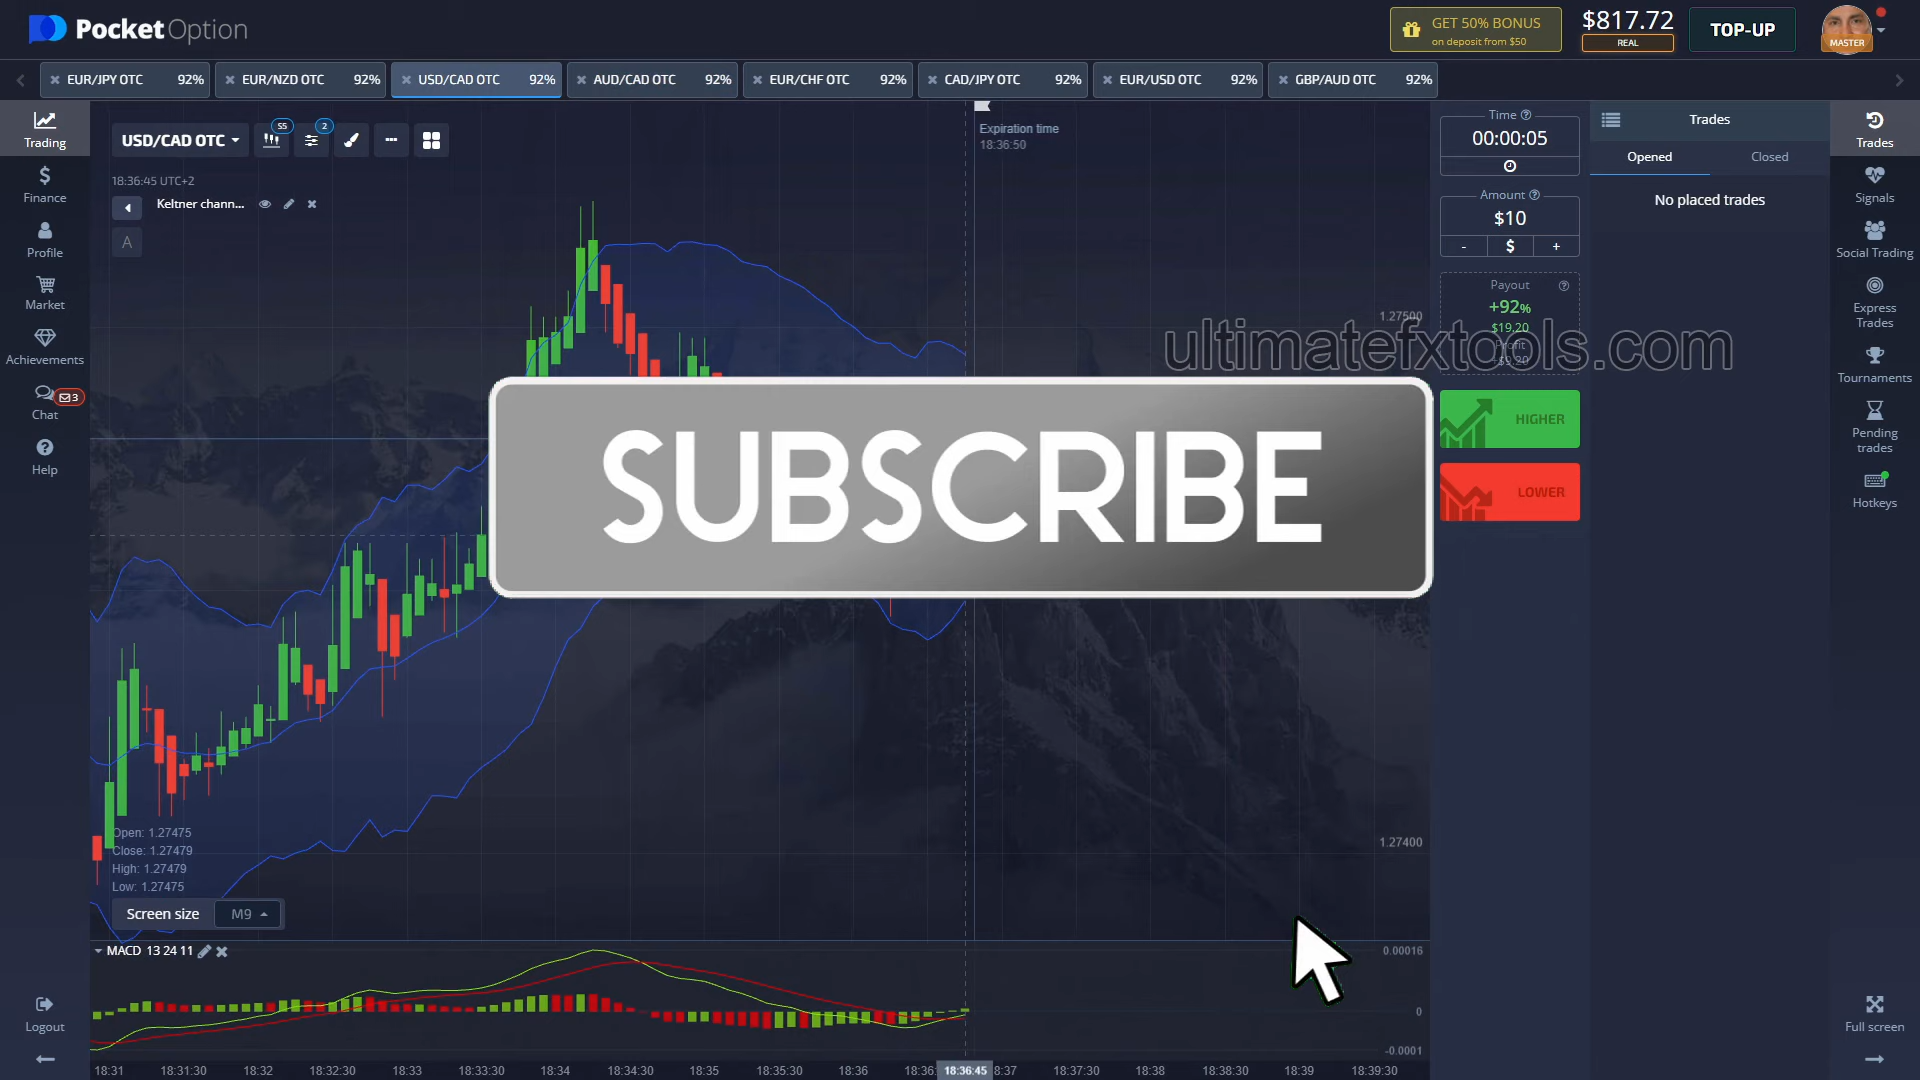 PocketOption
GET 50% BONUS
on deposit from $50
$817.72
REAL
TOP-UP
MASTER
EUR/JPY OTC 92%
EUR/NZD OTC 92%
USD/CAD OTC 92%
AUD/CAD OTC 92%
EUR/CHF OTC 92%
CAD/JPY OTC 92%
EUR/USD OTC 92%
GBP/AUD OTC 92%
Trading
Finance
Profile
Market
Achievements
3
Chat
Help
Logout
USD/CAD OTC
S5
2
18:36:45 UTC+2
Keltner chann...
A
Expiration time
18:36:50
1.27500
ultimatefxtools.com
SUBSCRIBE
1.27400
Open: 1.27475
Close: 1.27479
High: 1.27479
Low: 1.27475
Screen size M9
MACD 13 24 11
0.00016
0
-0.0001
18:31 18:31:30 18:32 18:32:30 18:33 18:33:30 18:34 18:34:30 18:35 18:35:30 18:36 18:36: 18:36:45 8:37 18:37:30 18:38 18:38:30 18:39 18:39:30
Time
00:00:05
Amount
$10
- $ +
Payout
+92%
$19.20
Profit
+$9.20
HIGHER
LOWER
Trades
Opened Closed
No placed trades
Trades
Signals
Social Trading
Express
Trades
Tournaments
Pending
trades
Hotkeys
Full screen